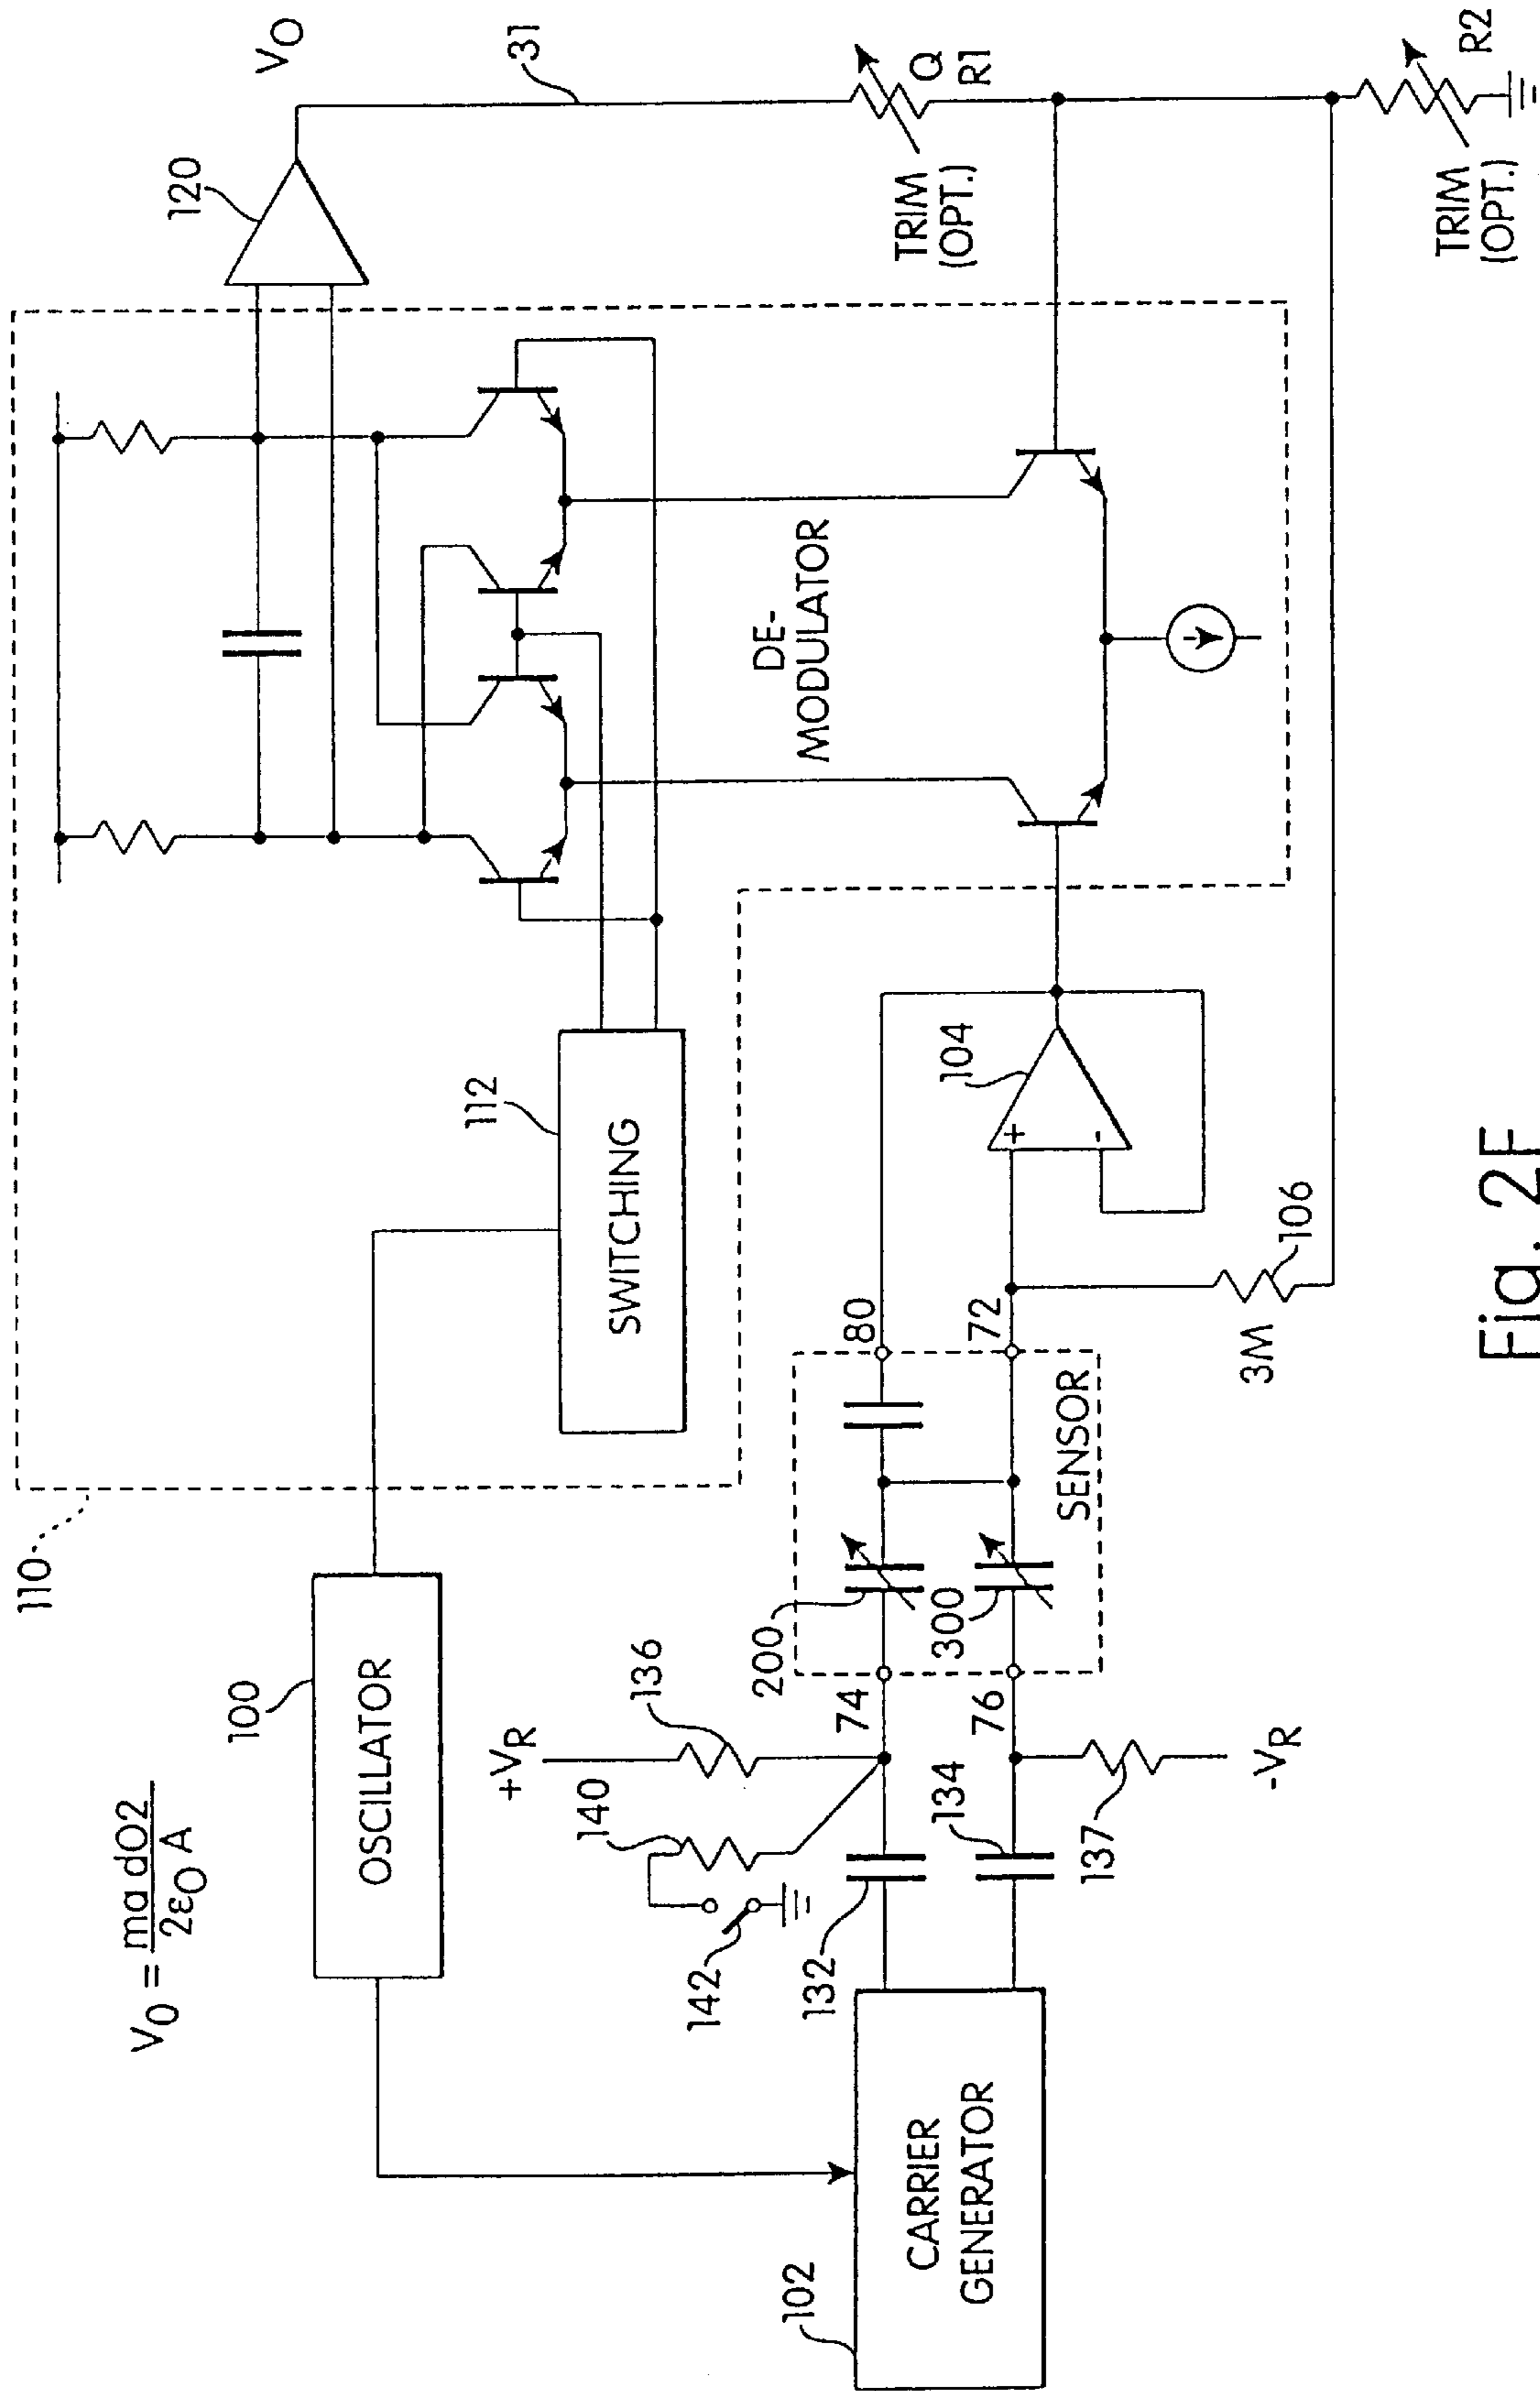 110
120
V_O
V_O = ma dO2
2ε_O A
100
OSCILLATOR
112
SWITCHING
31
+V_R
136
140
142
DE-
MODULATOR
TRIM
(OPT.)
Q
R1
102
CARRIER
GENERATOR
132
134
74
76
200
300
80
72
SENSOR
104
+
-
137
-V_R
3M
106
TRIM
(OPT.)
R2
Fig. 2F